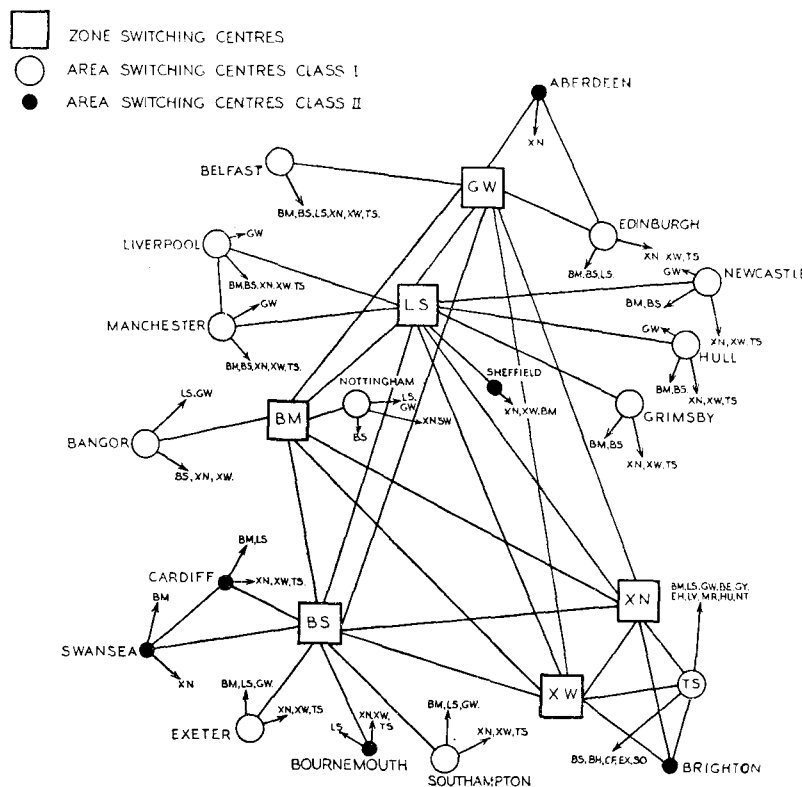 ZONE SWITCHING CENTRES
AREA SWITCHING CENTRES CLASS I
AREA SWITCHING CENTRES CLASS II
ABERDEEN
XN
BELFAST
GW
BM,BS,LS,XN,XW,TS.
EDINBURGH
LIVERPOOL
GW
XN, XW,TS
BM,BS,LS.
GW
NEWCASTLE
BM,BS,XN,XW,TS
GW
LS
BM,BS
MANCHESTER
XN, XW,TS
GW
HULL
BM,BS,XN,XW,TS.
SHEFFIELD
BM,BS.
NOTTINGHAM
XN,XW,TS
LS,GW
LS,
GW
XN,XW,BM
GRIMSBY
BM
XNSW
BANGOR
BS
BM,BS
XN,XW,TS
BS, XN, XW.
BM,LS
CARDIFF
XN,XW,TS.
BM,LS,GW,BE,GY,
EH,LV,MR,HU,NT
BM
XN
BS
SWANSEA
XN
BM,LS,GW.
TS
XW
XN,XW,TS
XN,XW,
TS
BM,LS,GW.
EXETER
LS
XN,XW,TS
BS,BH,CF,EX,SO
BOURNEMOUTH
BRIGHTON
SOUTHAMPTON